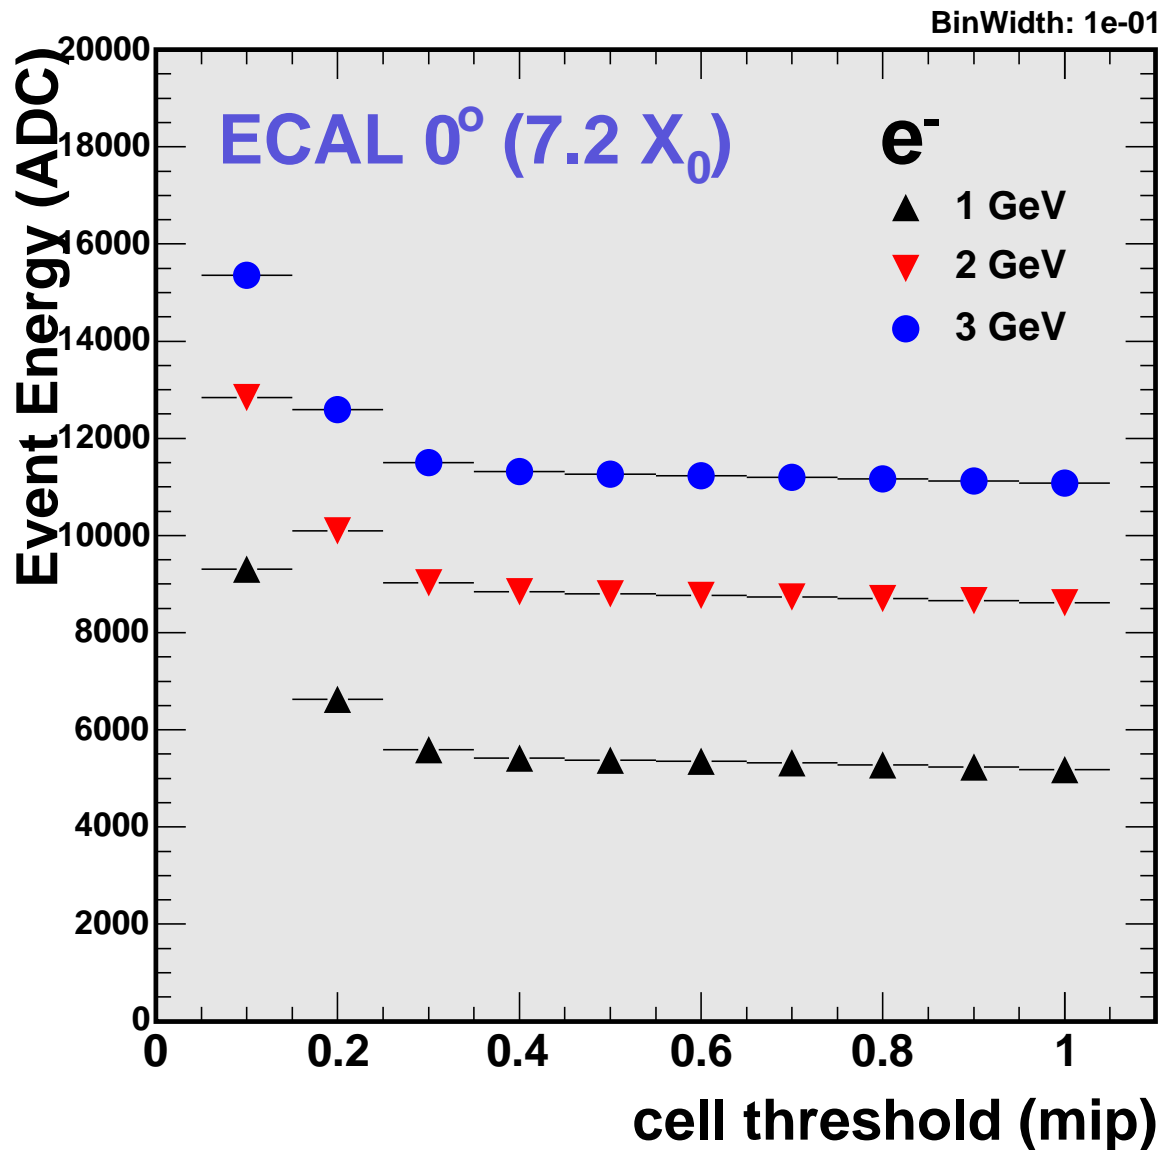 BinWidth: 1e-01
Event Energy (ADC)
20000
18000
16000
14000
12000
10000
8000
6000
4000
2000
0
ECAL 0° (7.2 X₀)
e⁻
1 GeV
2 GeV
3 GeV
0 0.2 0.4 0.6 0.8 1
cell threshold (mip)